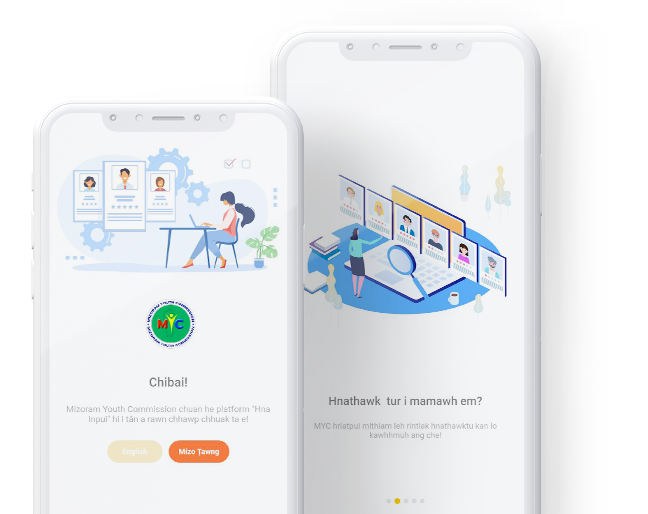 MYC
Chibai!
Mizoram Youth Commission chuan he platform "Hna
Inpui" hi i tân a rawn chhawp chhuak ta e!
English
Mizo Ṭawng
Hnathawk tur i mamawh em?
MYC hriatpui mithiam leh rintlak hnathawktu kan lo
kawhhmuh ang che!